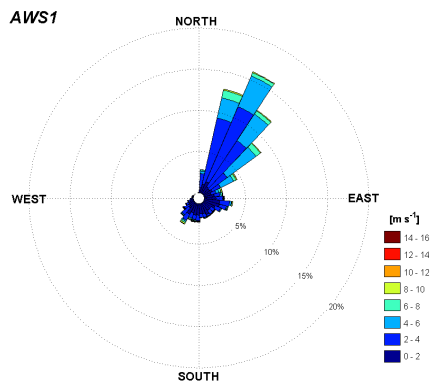 AWS1
NORTH
WEST
EAST
SOUTH
5%
10%
15%
20%
[m s⁻¹]
14 - 16
12 - 14
10 - 12
8 - 10
6 - 8
4 - 6
2 - 4
0 - 2